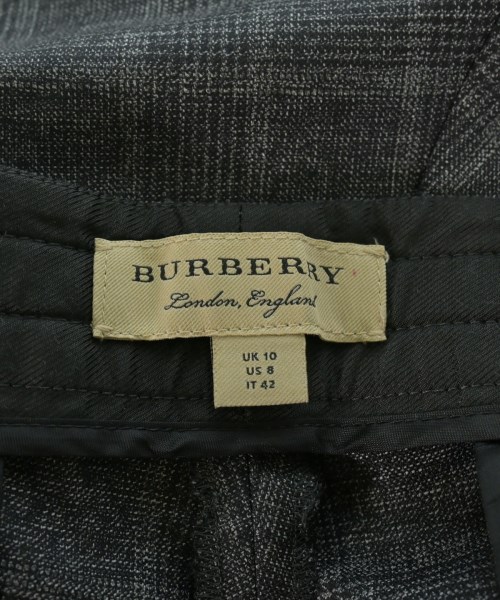 BURBERRY
London, England
UK 10
US 8
IT 42